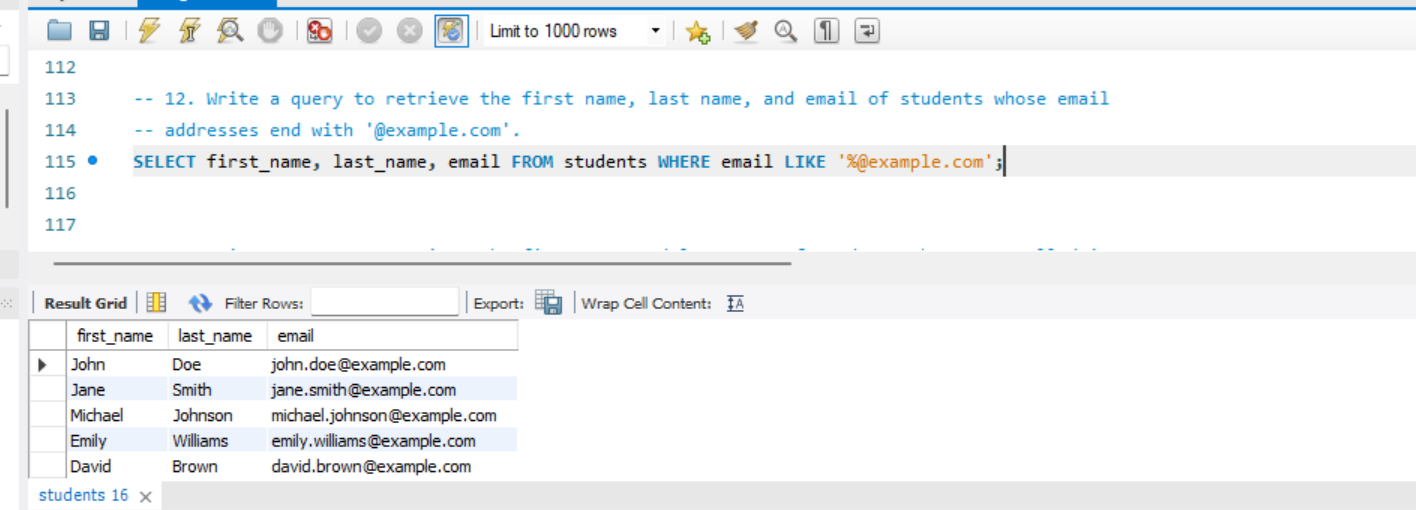 Limit to 1000 rows
112
113 -- 12. Write a query to retrieve the first name, last name, and email of students whose email
114 -- addresses end with '@example.com'.
115 SELECT first_name, last_name, email FROM students WHERE email LIKE '%@example.com';
116
117
Result Grid Filter Rows: Export: Wrap Cell Content:
first_name last_name email
John Doe john.doe@example.com
Jane Smith jane.smith@example.com
Michael Johnson michael.johnson@example.com
Emily Williams emily.williams@example.com
David Brown david.brown@example.com
students 16